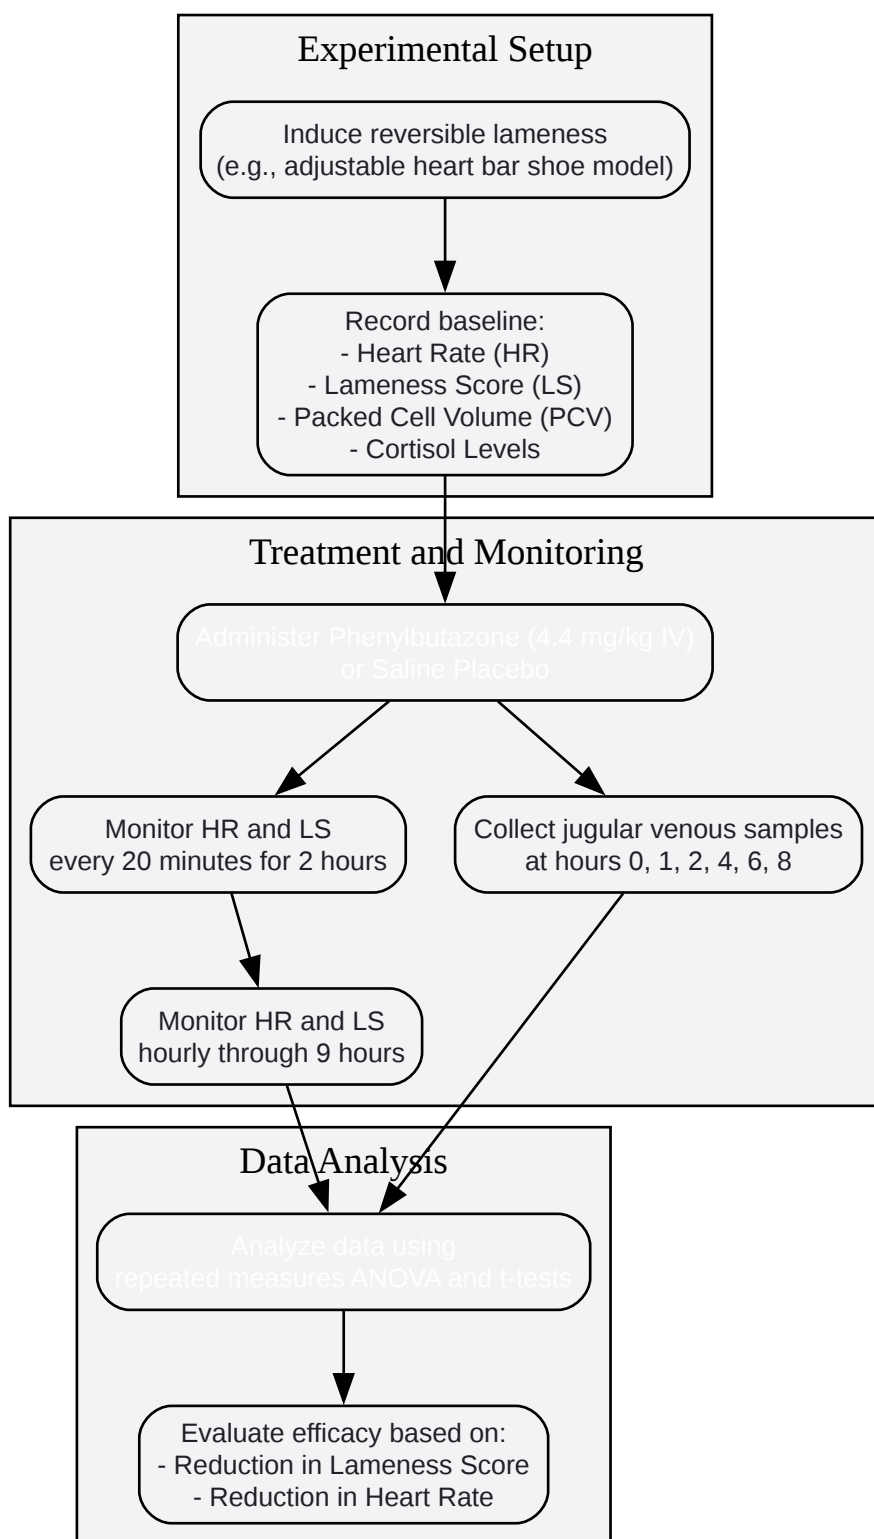 Experimental Setup
Induce reversible lameness
(e.g., adjustable heart bar shoe model)
Record baseline:
- Heart Rate (HR)
- Lameness Score (LS)
- Packed Cell Volume (PCV)
- Cortisol Levels
Treatment and Monitoring
Administer Phenylbutazone (4.4 mg/kg IV)
or Saline Placebo
Monitor HR and LS
every 20 minutes for 2 hours
Collect jugular venous samples
at hours 0, 1, 2, 4, 6, 8
Monitor HR and LS
hourly through 9 hours
Data Analysis
Analyze data using
repeated measures ANOVA and t-tests
Evaluate efficacy based on:
- Reduction in Lameness Score
- Reduction in Heart Rate